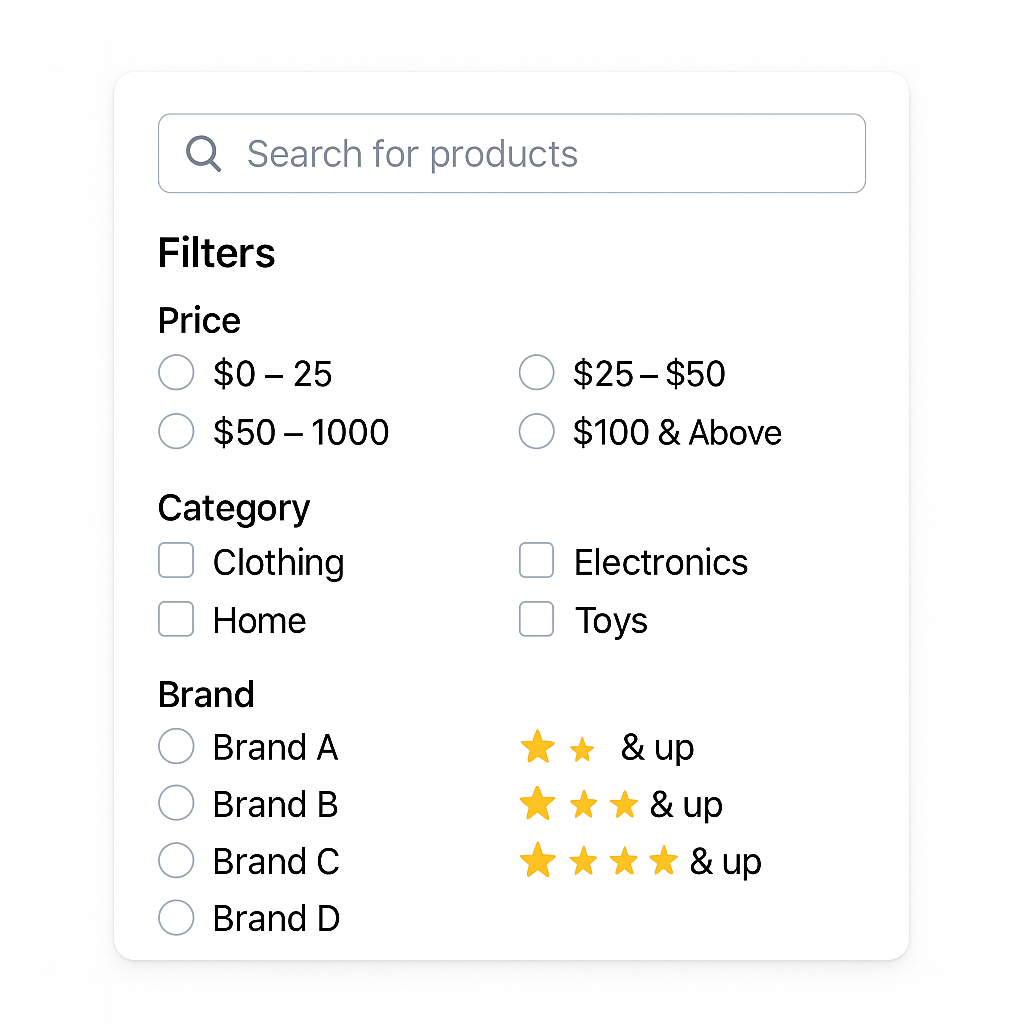 Search for products
Filters
Price
$0 – 25
$25 – $50
$50 – 1000
$100 & Above
Category
Clothing
Electronics
Home
Toys
Brand
Brand A
& up
Brand B
& up
Brand C
& up
Brand D